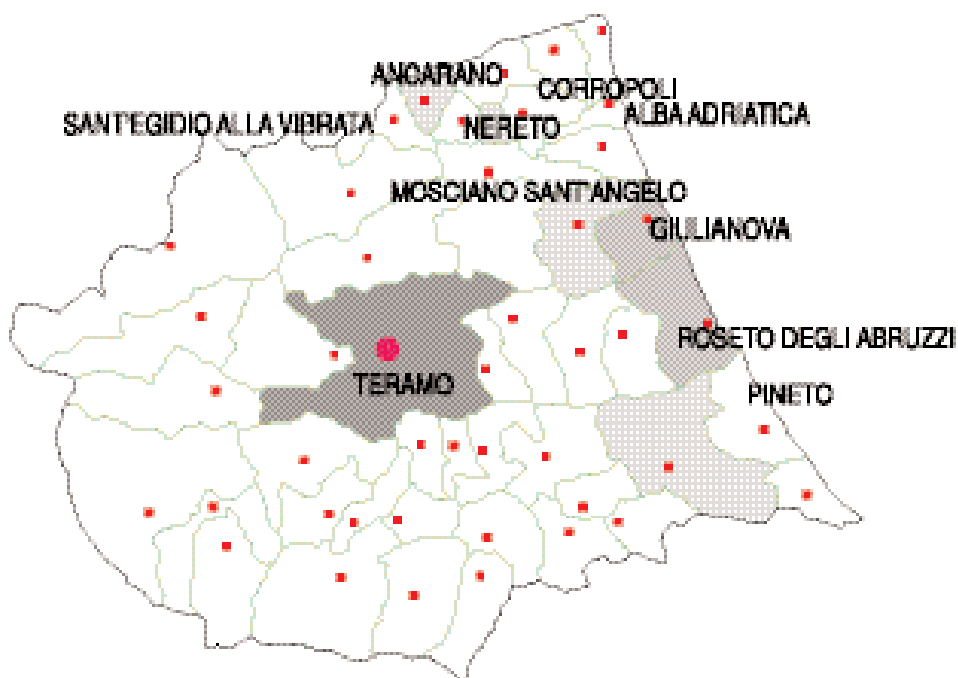 ANCARANO
CORROPOLI
SANT'EGIDIO ALLA VIBRATA
NERETO
ALBA ADRIATICA
MOSCIANO SANT'ANGELO
GIULIANOVA
ROSETO DEGLI ABRUZZI
TERAMO
PINETO